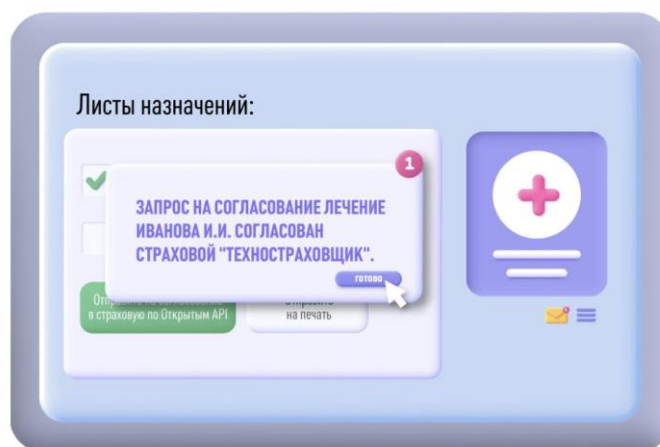 Листы назначений:
1
ЗАПРОС НА СОГЛАСОВАНИЕ ЛЕЧЕНИЕ
ИВАНОВА И.И. СОГЛАСОВАН
СТРАХОВОЙ "ТЕХНОСТРАХОВЩИК".
ГОТОВО
в страховую по Открытым API
на печать